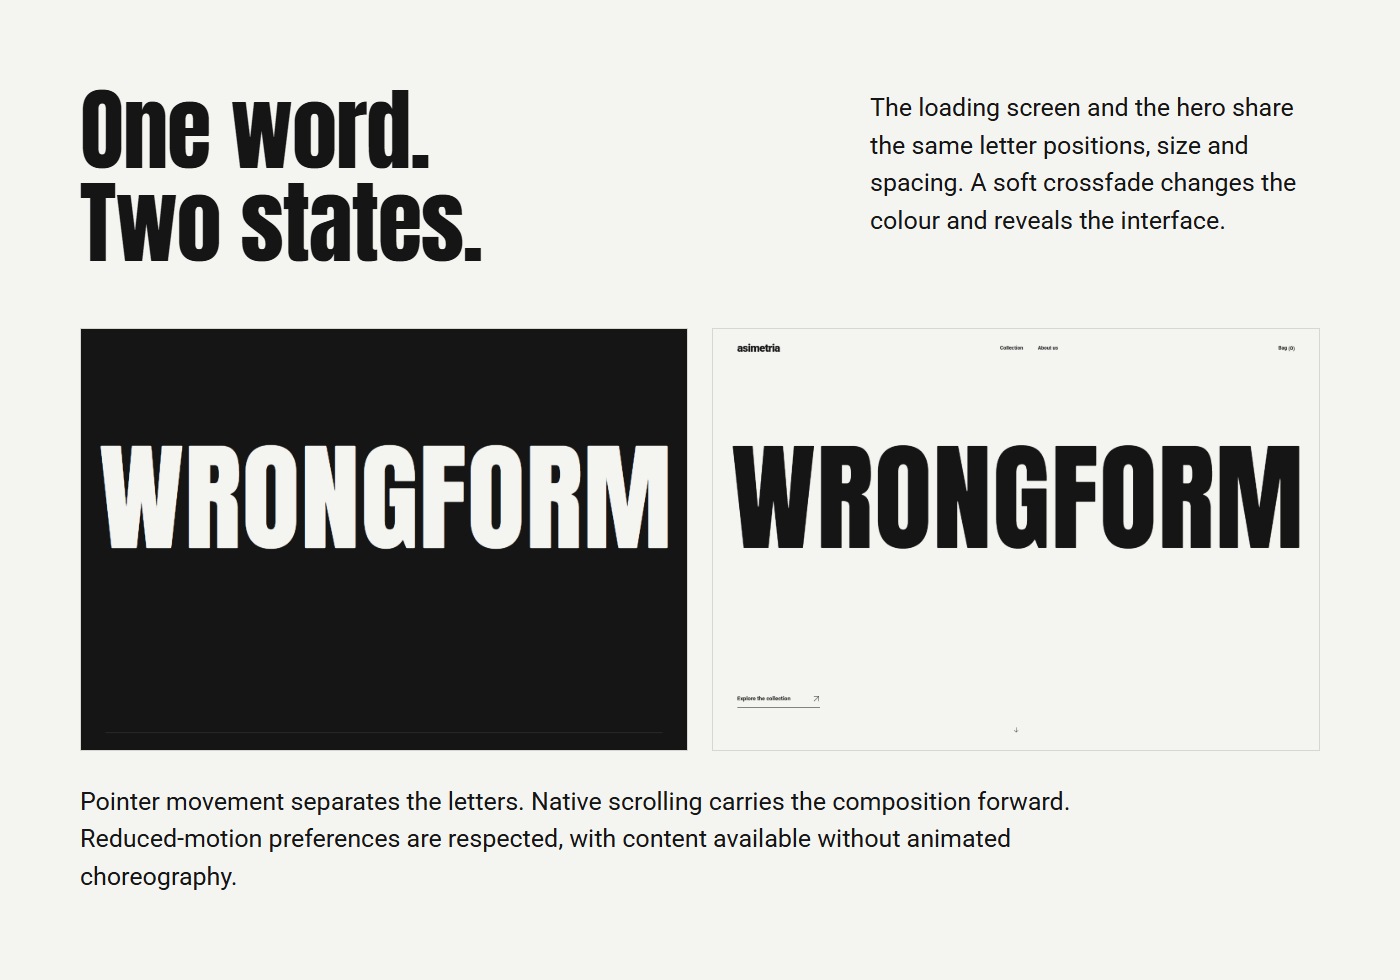 One word.
Two states.
The loading screen and the hero share
the same letter positions, size and
spacing. A soft crossfade changes the
colour and reveals the interface.
WRONGFORM
asimetria
Collection
About us
Bag (0)
WRONGFORM
Explore the collection
Pointer movement separates the letters. Native scrolling carries the composition forward.
Reduced-motion preferences are respected, with content available without animated
choreography.